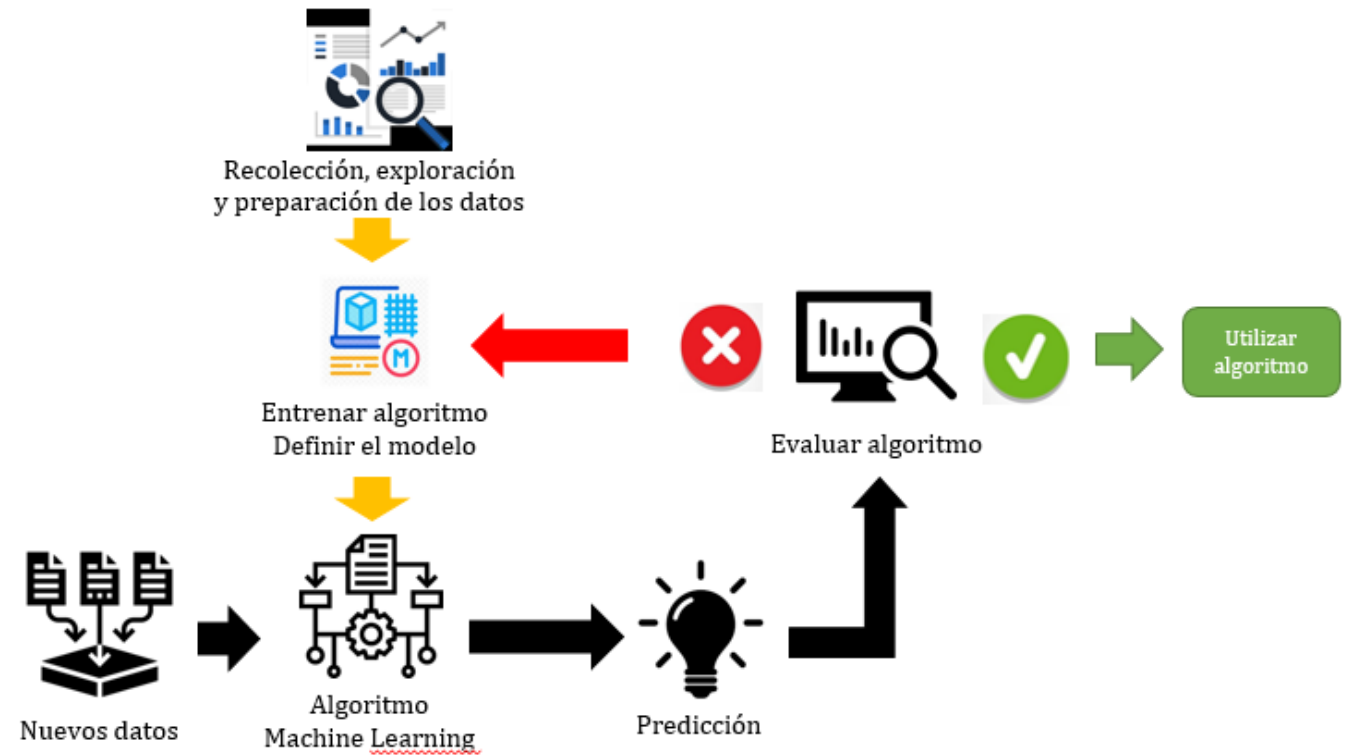 Recolección, exploración
y preparación de los datos
Entrenar algoritmo
Definir el modelo
Evaluar algoritmo
Utilizar
algoritmo
Nuevos datos
Algoritmo
Machine Learning
Predicción
M